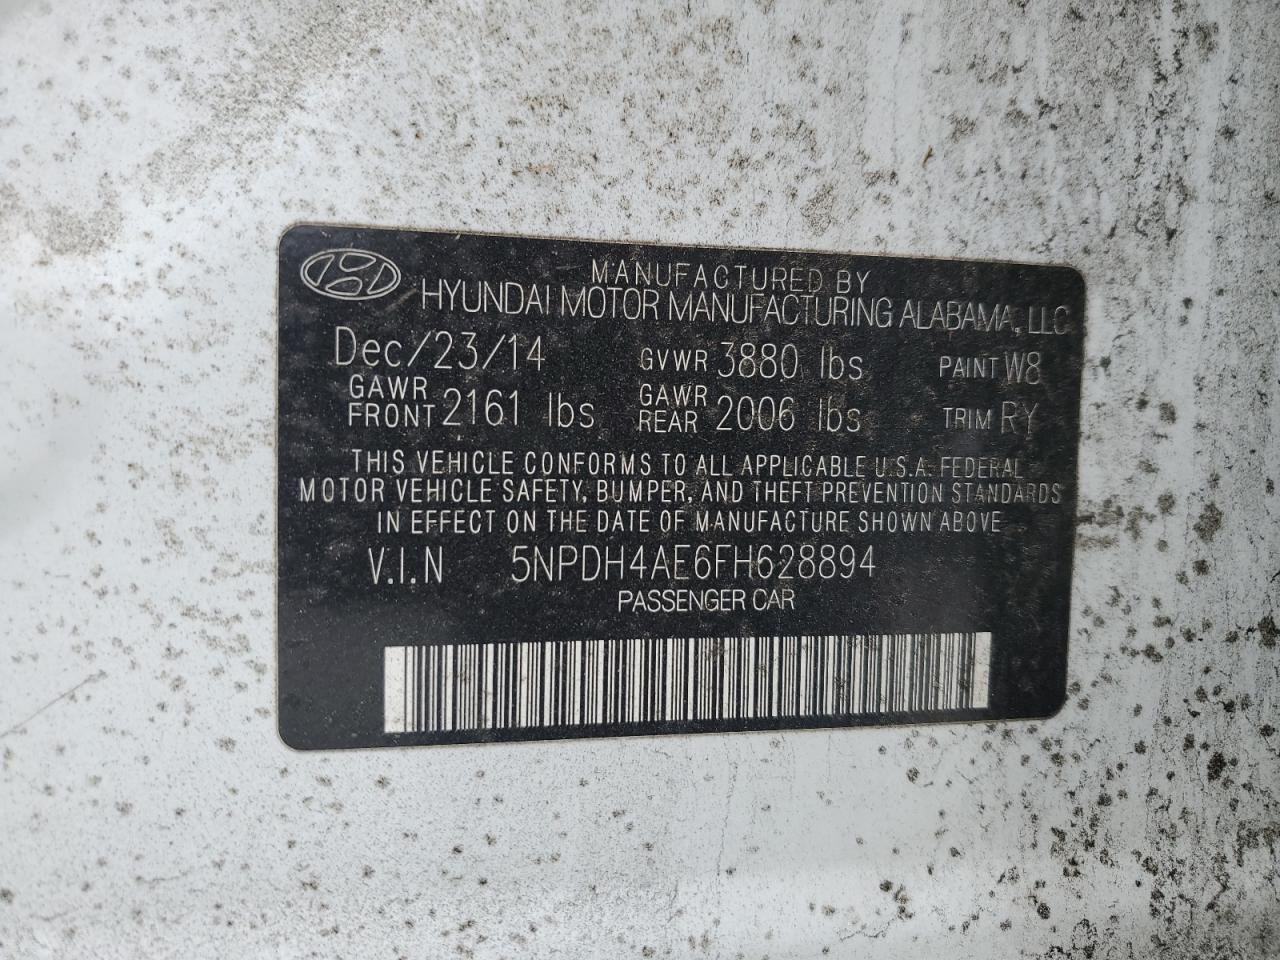 MANUFACTURED BY
HYUNDAI MOTOR MANUFACTURING ALABAMA, LLC
Dec/23/14 GVWR 3880 lbs PAINT W8
GAWR FRONT 2161 lbs GAWR REAR 2006 lbs TRIM RY
THIS VEHICLE CONFORMS TO ALL APPLICABLE U.S.A. FEDERAL
MOTOR VEHICLE SAFETY, BUMPER, AND THEFT PREVENTION STANDARDS
IN EFFECT ON THE DATE OF MANUFACTURE SHOWN ABOVE
V.I.N 5NPDH4AE6FH628894
PASSENGER CAR